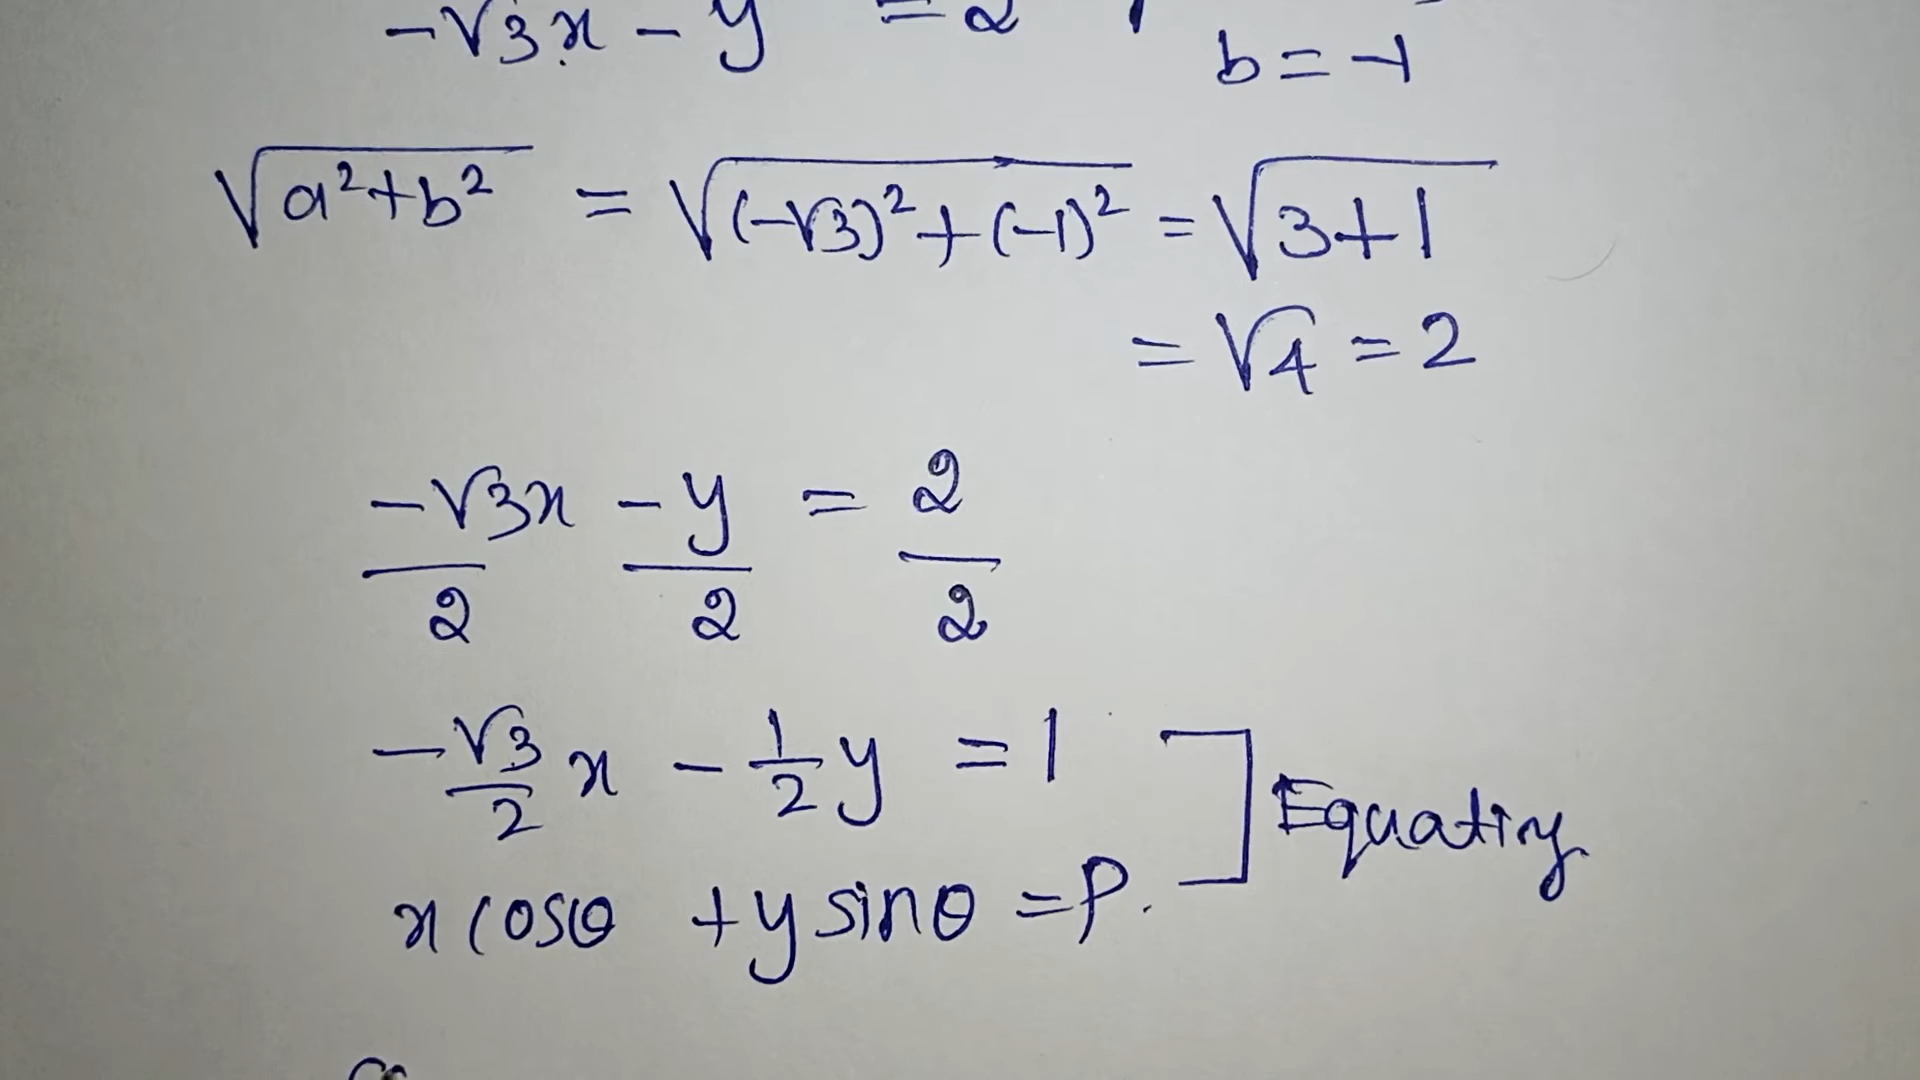 -√3x - y = 2
b = -1
√(a²+b²) = √((-√3)²+(-1)²) = √(3+1)
= √4 = 2
-√3x/2 - y/2 = 2/2
-√3/2 x - 1/2 y = 1
x cosθ + y sinθ = P.
Equating